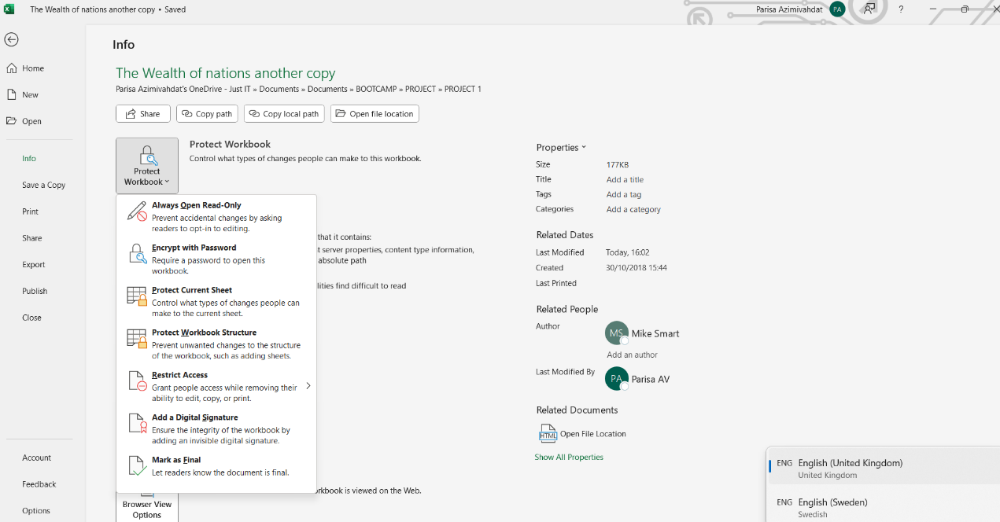 The Wealth of nations another copy • Saved
Parisa Azimivahdat PA ?
Info
Home
New
Open
Info
Save a Copy
Print
Share
Export
Publish
Close
Account
Feedback
Options
The Wealth of nations another copy
Parisa Azimivahdat's OneDrive - Just IT » Documents » Documents » BOOTCAMP » PROJECT » PROJECT 1
Share
Copy path
Copy local path
Open file location
Protect
Workbook
Protect Workbook
Control what types of changes people can make to this workbook.
Always Open Read-Only
Prevent accidental changes by asking
readers to opt-in to editing.
Encrypt with Password
Require a password to open this
workbook.
Protect Current Sheet
Control what types of changes people can
make to the current sheet.
Protect Workbook Structure
Prevent unwanted changes to the structure
of the workbook, such as adding sheets.
Restrict Access
Grant people access while removing their
ability to edit, copy, or print.
Add a Digital Signature
Ensure the integrity of the workbook by
adding an invisible digital signature.
Mark as Final
Let readers know the document is final.
that it contains:
server properties, content type information,
absolute path
find difficult to read
is viewed on the Web.
Browser View
Options
Properties
Size 177KB
Title Add a title
Tags Add a tag
Categories Add a category
Related Dates
Last Modified Today, 16:02
Created 30/10/2018 15:44
Last Printed
Related People
Author
MS Mike Smart
Add an author
Last Modified By
PA Parisa AV
Related Documents
HTML Open File Location
Show All Properties
ENG English (United Kingdom)
United Kingdom
ENG English (Sweden)
Swedish